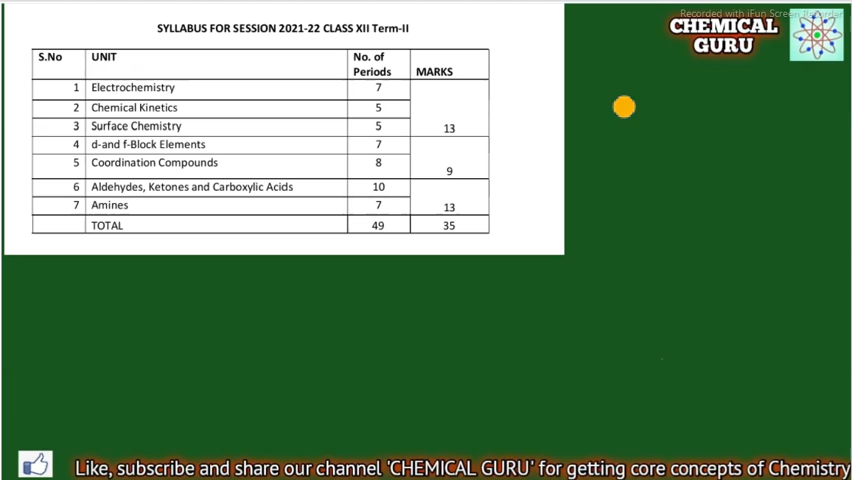 Recorded with iFun Screen Recorder
CHEMICAL
GURU
SYLLABUS FOR SESSION 2021-22 CLASS XII Term-II
S.No UNIT No. of Periods MARKS
1 Electrochemistry 7
2 Chemical Kinetics 5
3 Surface Chemistry 5 13
4 d-and f-Block Elements 7
5 Coordination Compounds 8 9
6 Aldehydes, Ketones and Carboxylic Acids 10
7 Amines 7 13
TOTAL 49 35
Like, subscribe and share our channel 'CHEMICAL GURU' for getting core concepts of Chemistry